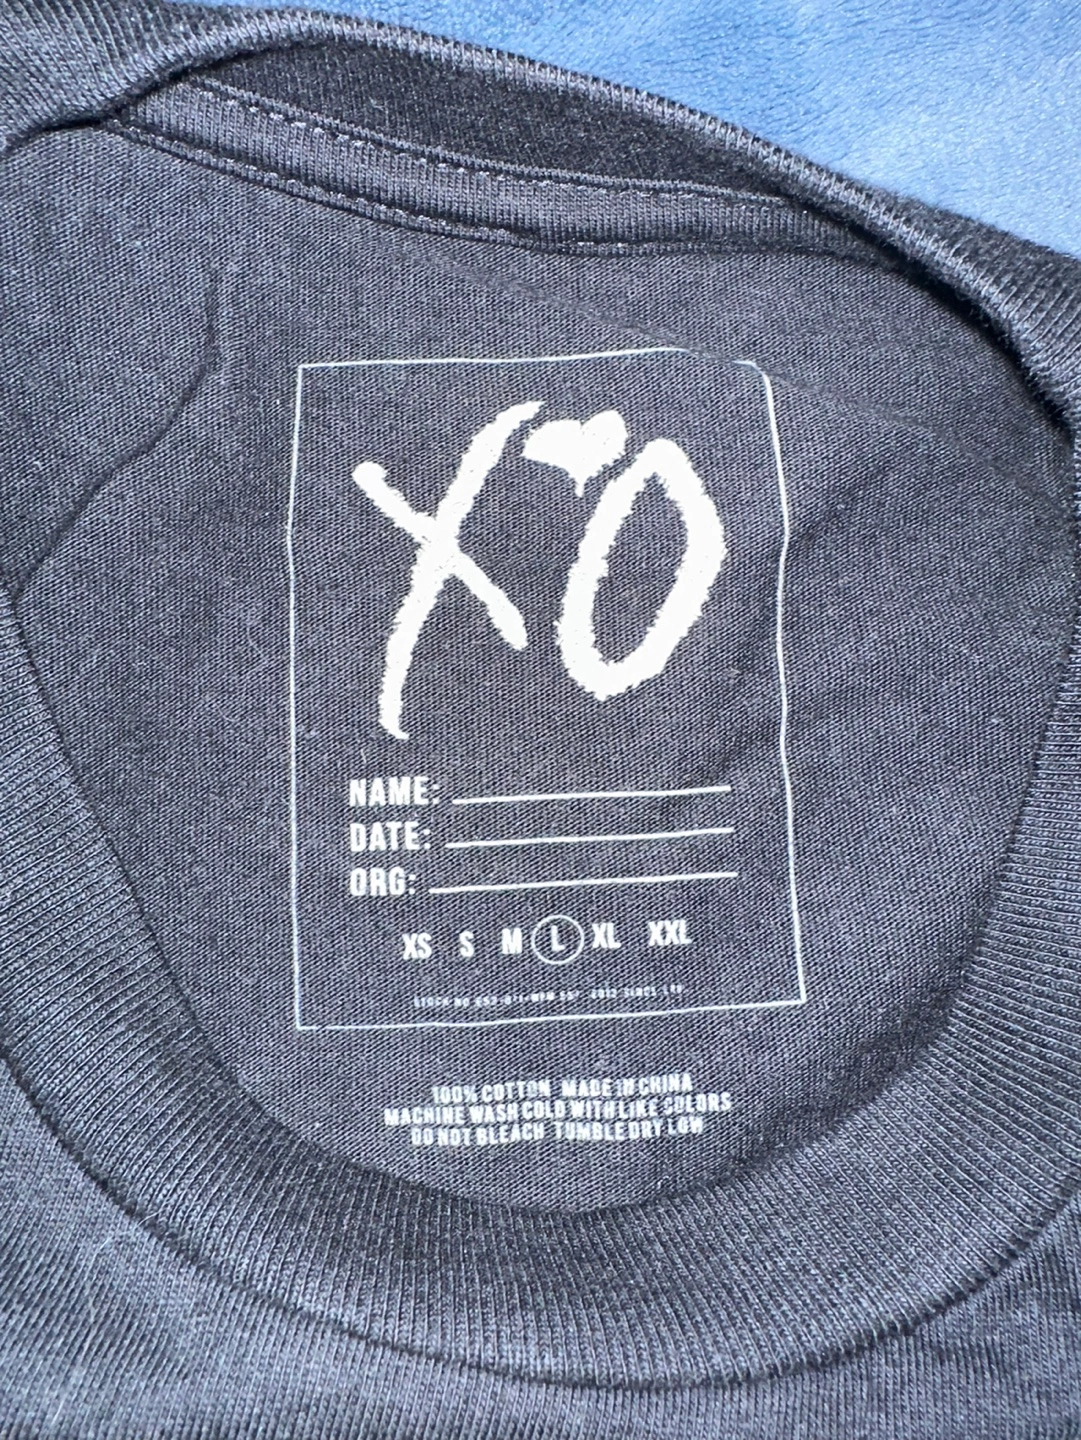 XO
NAME:
DATE:
ORG:
XS S M L XL XXL
100% COTTON MADE IN CHINA
MACHINE WASH COLD WITH LIKE COLORS
DO NOT BLEACH TUMBLE DRY LOW